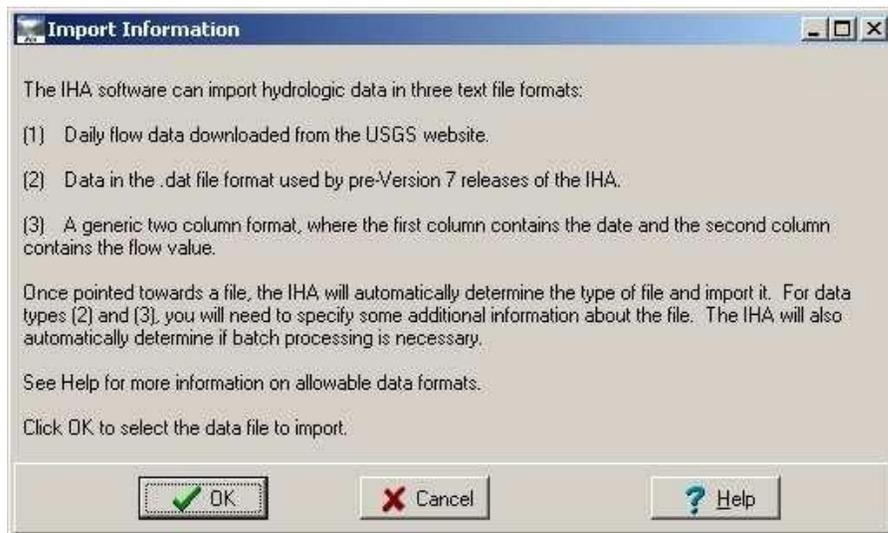 Import Information
The IHA software can import hydrologic data in three text file formats:
(1) Daily flow data downloaded from the USGS website.
(2) Data in the .dat file format used by pre-Version 7 releases of the IHA.
(3) A generic two column format, where the first column contains the date and the second column
contains the flow value.
Once pointed towards a file, the IHA will automatically determine the type of file and import it. For data
types (2) and (3), you will need to specify some additional information about the file. The IHA will also
automatically determine if batch processing is necessary.
See Help for more information on allowable data formats.
Click OK to select the data file to import.
OK
Cancel
Help